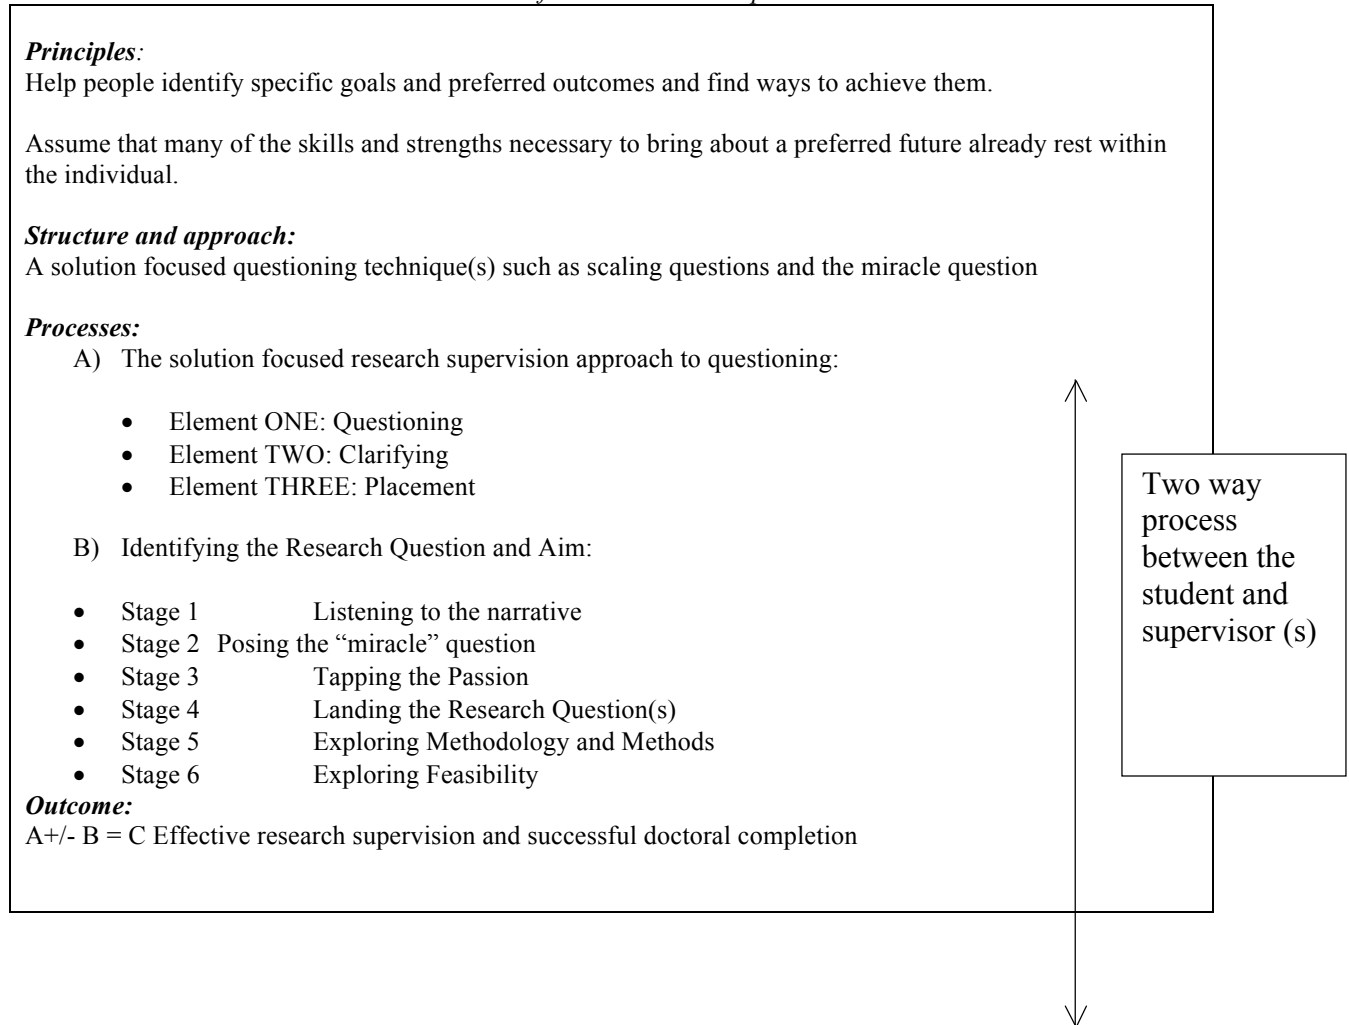 Principles:
Help people identify specific goals and preferred outcomes and find ways to achieve them.
Assume that many of the skills and strengths necessary to bring about a preferred future already rest within
the individual.
Structure and approach:
A solution focused questioning technique(s) such as scaling questions and the miracle question
Processes:
A) The solution focused research supervision approach to questioning:
• Element ONE: Questioning
• Element TWO: Clarifying
• Element THREE: Placement
B) Identifying the Research Question and Aim:
• Stage 1 Listening to the narrative
• Stage 2 Posing the “miracle” question
• Stage 3 Tapping the Passion
• Stage 4 Landing the Research Question(s)
• Stage 5 Exploring Methodology and Methods
• Stage 6 Exploring Feasibility
Outcome:
A+/- B = C Effective research supervision and successful doctoral completion
Two way
process
between the
student and
supervisor (s)